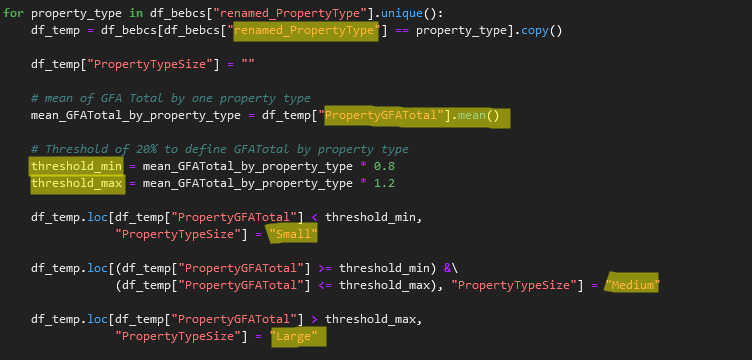 for property_type in df_bebcs["renamed_PropertyType"].unique():
df_temp = df_bebcs[df_bebcs["renamed_PropertyType"] == property_type].copy()
df_temp["PropertyTypeSize"] = ""
# mean of GFA Total by one property type
mean_GFATotal_by_property_type = df_temp["PropertyGFATotal"].mean()
# Threshold of 20% to define GFATotal by property type
threshold_min = mean_GFATotal_by_property_type * 0.8
threshold_max = mean_GFATotal_by_property_type * 1.2
df_temp.loc[df_temp["PropertyGFATotal"] < threshold_min,
"PropertyTypeSize"] = "Small"
df_temp.loc[(df_temp["PropertyGFATotal"] >= threshold_min) &\
(df_temp["PropertyGFATotal"] <= threshold_max), "PropertyTypeSize"] = "Medium"
df_temp.loc[df_temp["PropertyGFATotal"] > threshold_max,
"PropertyTypeSize"] = "Large"